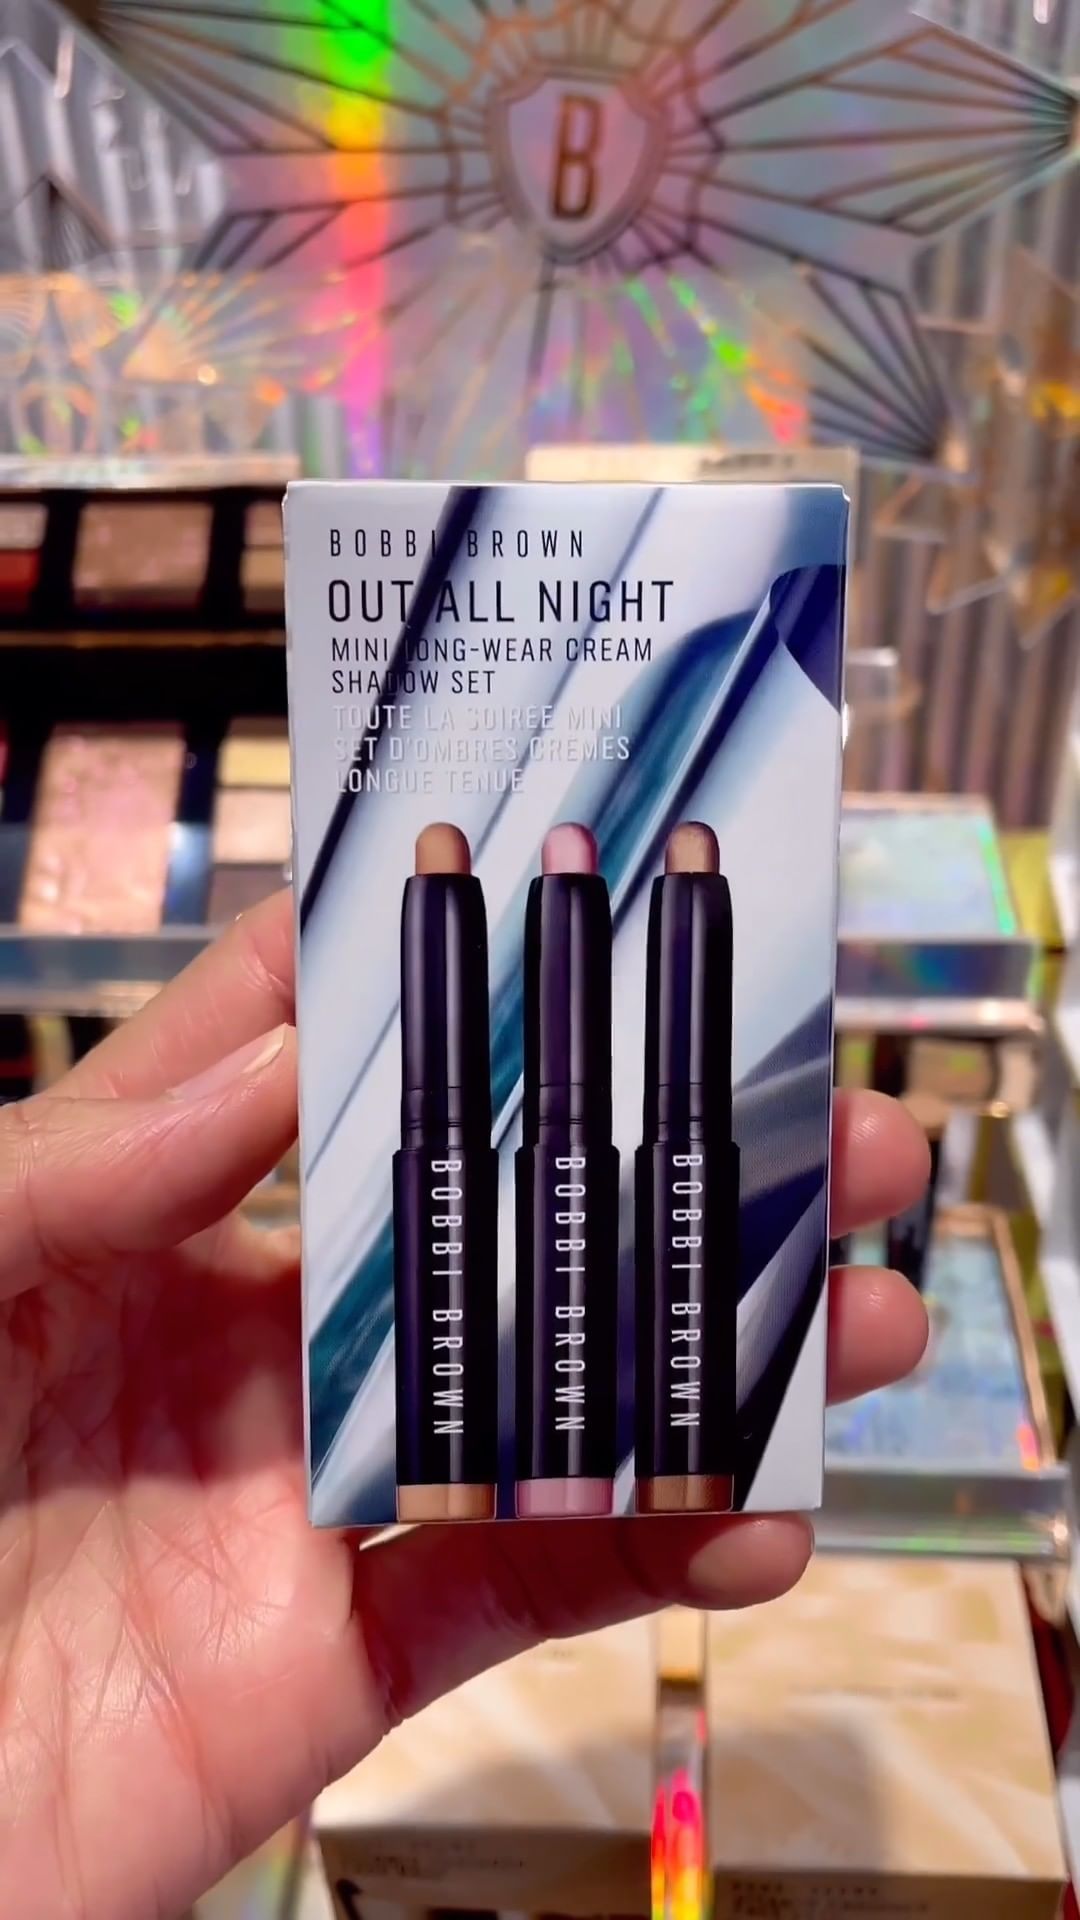 B
BOBBI BROWN
OUT ALL NIGHT
MINI LONG-WEAR CREAM
SHADOW SET
TOUTE LA SOIREE MINI
SET D'OMBRES CRÈMES
LONGUE TENUE
BOBBI BROWN
BOBBI BROWN
BOBBI BROWN